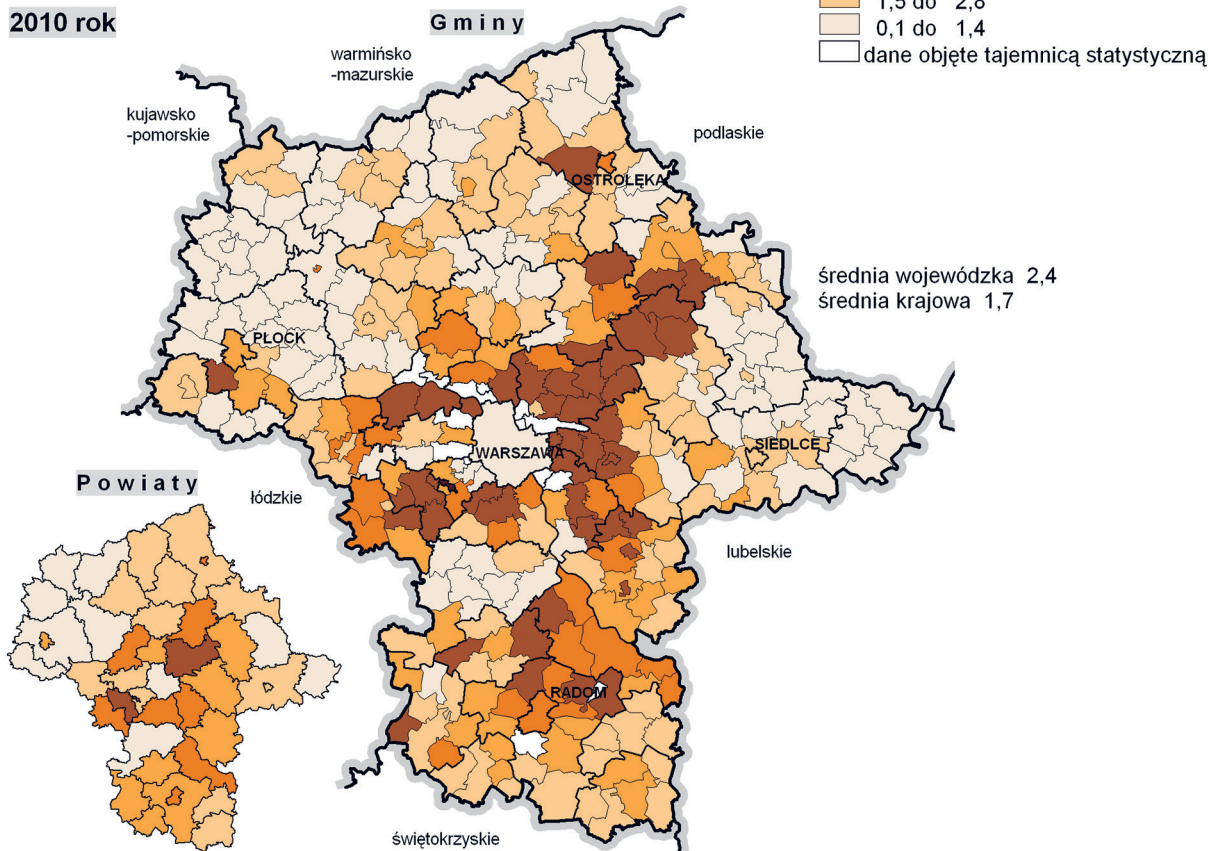 1,5 do 2,8
2010 rok
Gminy
0,1 do 1,4
dane objęte tajemnicą statystyczną
warmińsko
-mazurskie
kujawsko
-pomorskie
podlaskie
OSTROŁĘKA
średnia wojewódzka 2,4
średnia krajowa 1,7
PŁOCK
WARSZAWA
SIEDLCE
Powiaty
łódzkie
lubelskie
RADOM
świętokrzyskie